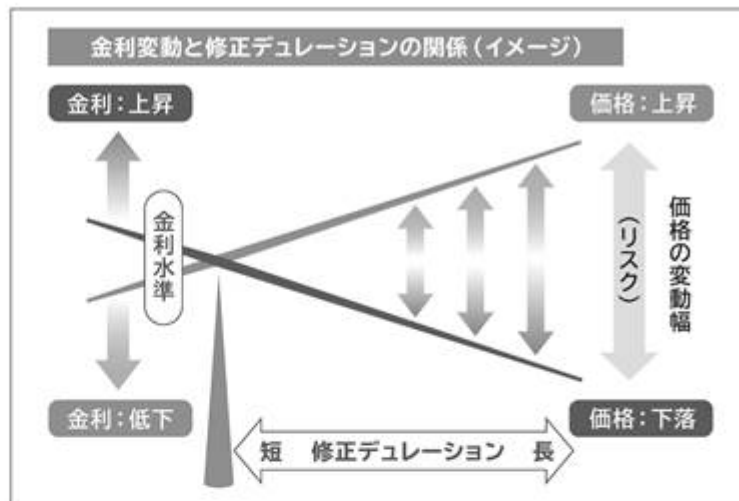 金利変動と修正デュレーションの関係（イメージ）
金利：上昇
価格：上昇
金利水準
価格の変動幅
（リスク）
金利：低下
価格：下落
短　修正デュレーション　長